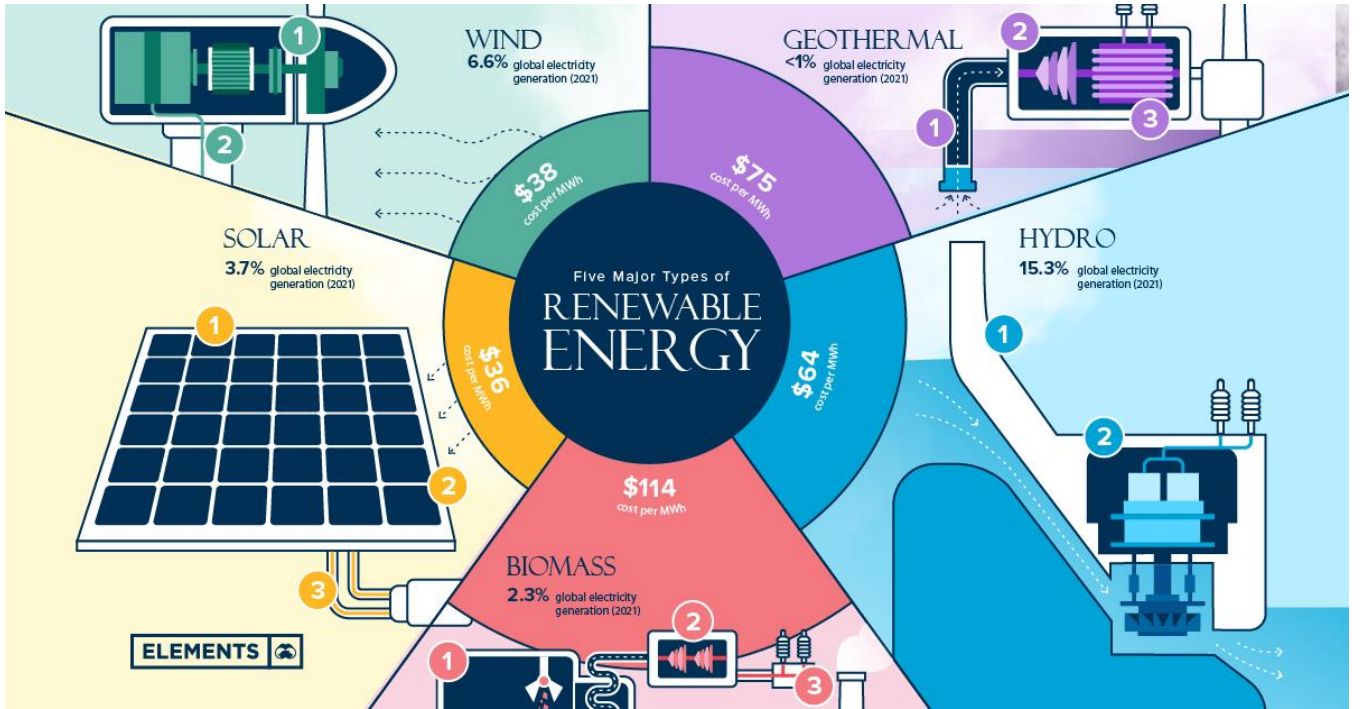 Five Major Types of
RENEWABLE
ENERGY
WIND
6.6% global electricity
generation (2021)
$38
cost per MWh
1
2
GEOTHERMAL
<1% global electricity
generation (2021)
$75
cost per MWh
1
2
3
HYDRO
15.3% global electricity
generation (2021)
$64
cost per MWh
1
2
BIOMASS
2.3% global electricity
generation (2021)
$114
cost per MWh
1
2
3
SOLAR
3.7% global electricity
generation (2021)
$36
cost per MWh
1
2
3
ELEMENTS